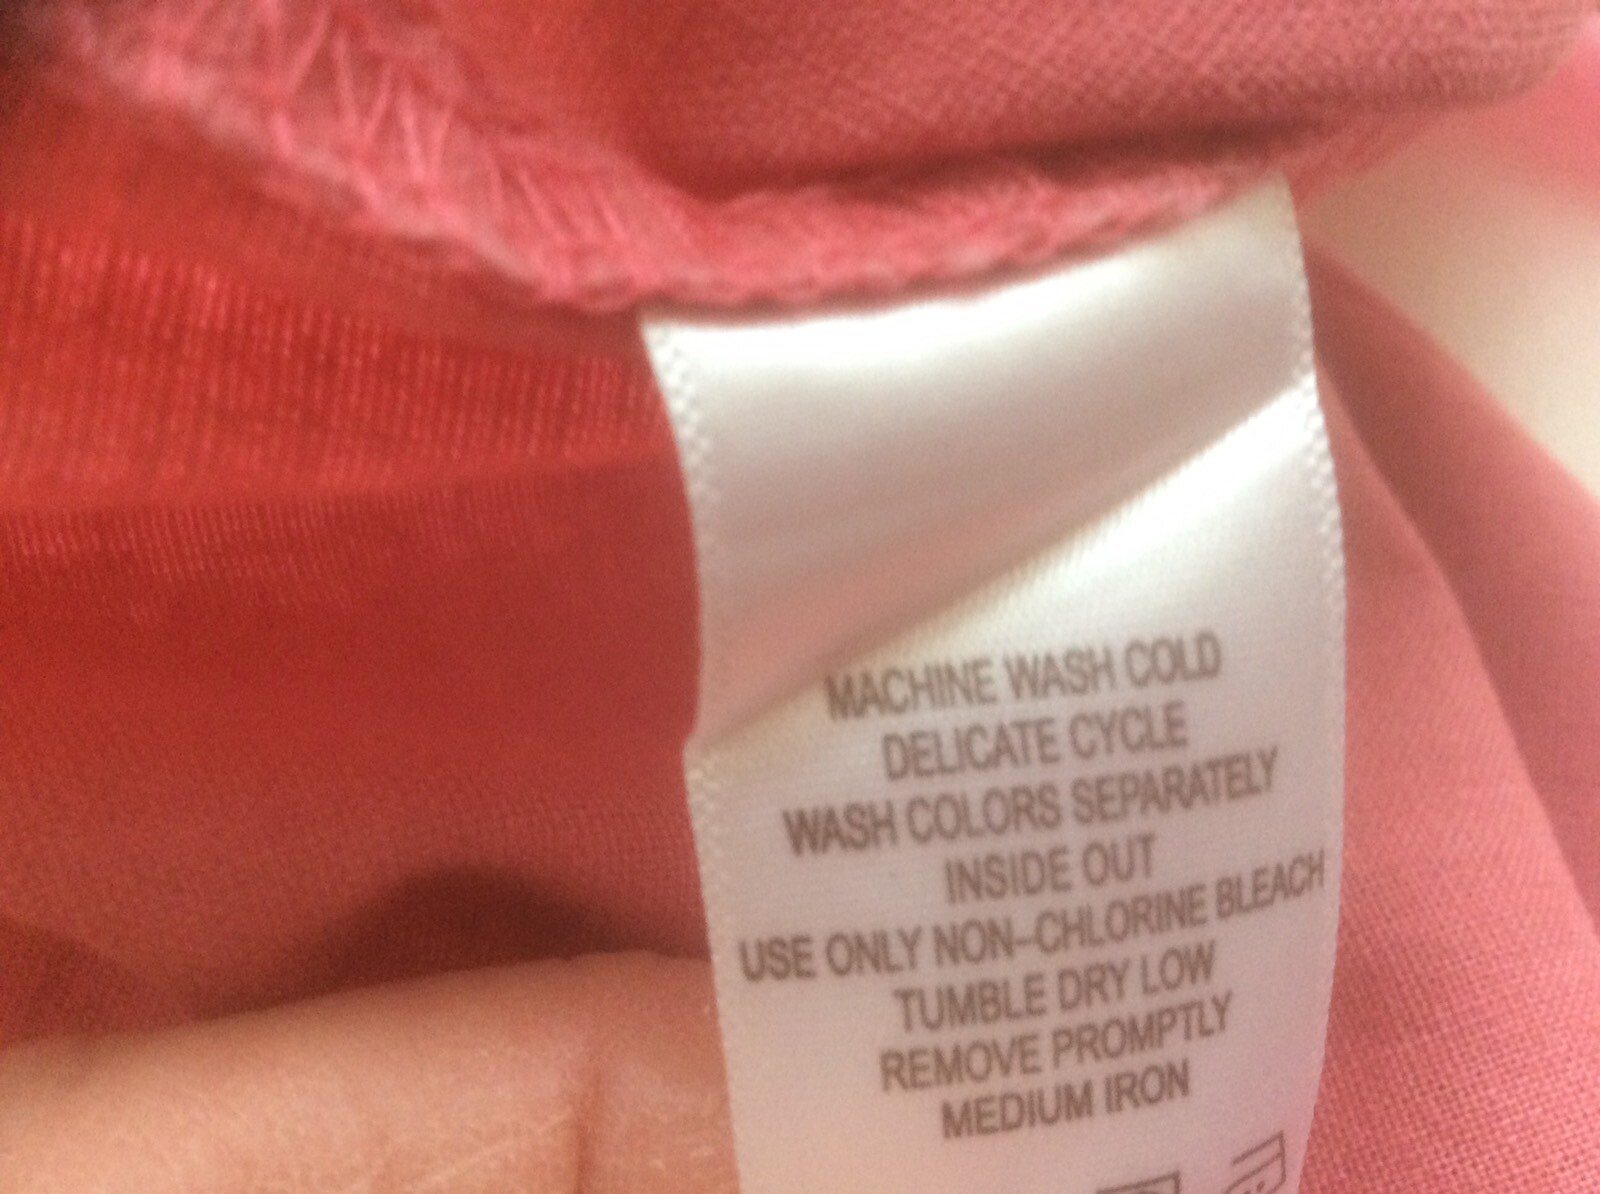 MACHINE WASH COLD
DELICATE CYCLE
WASH COLORS SEPARATELY
INSIDE OUT
USE ONLY NON-CHLORINE BLEACH
TUMBLE DRY LOW
REMOVE PROMPTLY
MEDIUM IRON